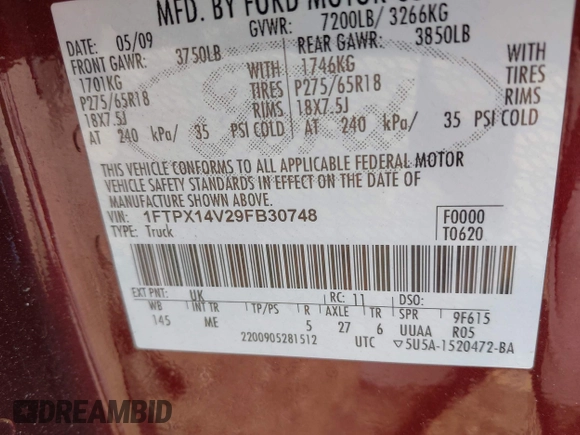 MFD. BY FORD MOTOR
DATE: 05/09 GVWR: 7200LB/ 3266KG
FRONT GAWR: 3750LB REAR GAWR: 3850LB
1701KG WITH 1746KG WITH
P275/65R18 TIRES P275/65R18 TIRES
18X7.5J RIMS 18X7.5J RIMS
AT 240 kPa/ 35 PSI COLD AT 240 kPa/ 35 PSI COLD
THIS VEHICLE CONFORMS TO ALL APPLICABLE FEDERAL MOTOR
VEHICLE SAFETY STANDARDS IN EFFECT ON THE DATE OF
MANUFACTURE SHOWN ABOVE.
VIN: 1FTPX14V29FB30748 F0000
TYPE: Truck T0620
EXT PNT: UK RC: 11 DSO:
WB INT TR TP/PS R AXLE TR SPR 9F615
145 ME 5 27 6 UUAA R05
2200905281512 UTC ▽5U5A-1520472-BA
Ford
DREAMBID